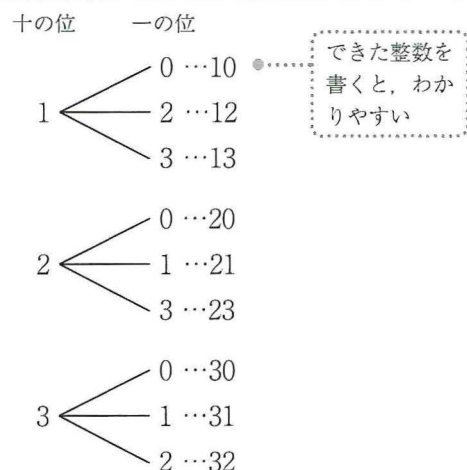 十の位 一の位
0 …10
1 2 …12
3 …13
できた整数を
書くと，わか
りやすい
0 …20
2 1 …21
3 …23
0 …30
3 1 …31
2 …32